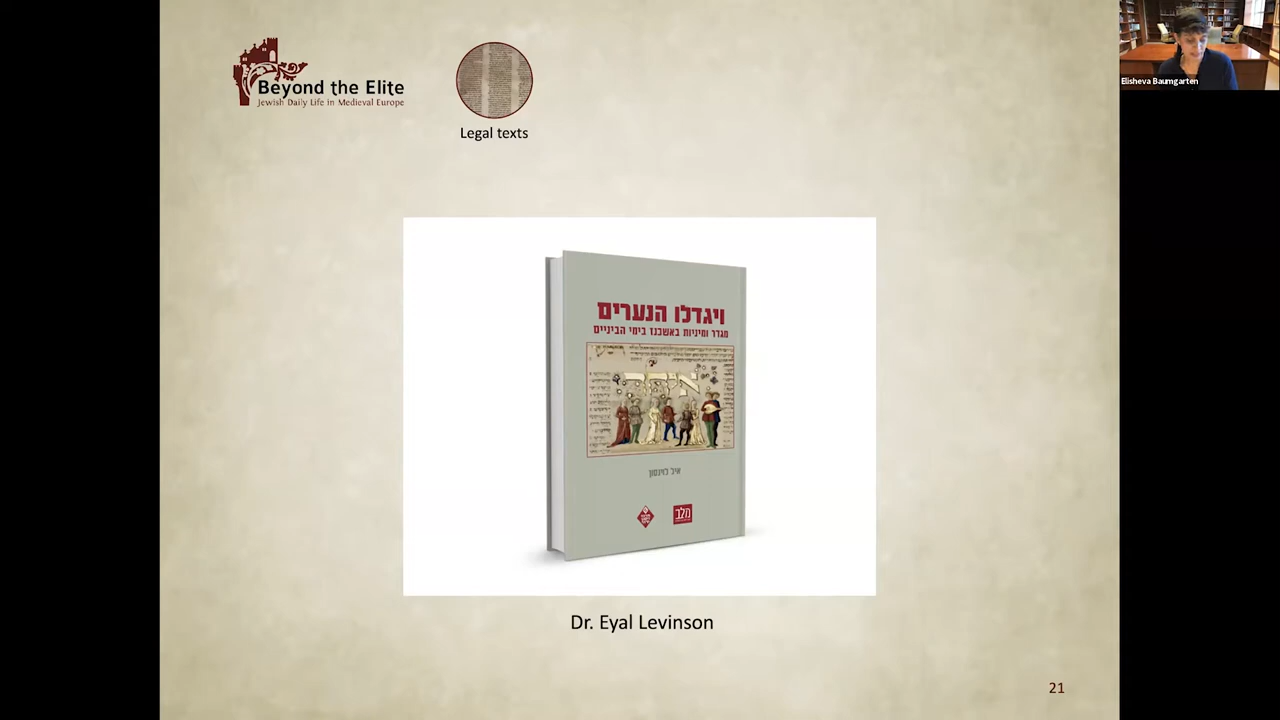 Beyond the Elite
Jewish Daily Life in Medieval Europe
Legal texts
Elisheva Baumgarten
ויגדלו הנערים
מגדר ומיניות באשכנז בימי הביניים
איל לוינסון
Dr. Eyal Levinson
21